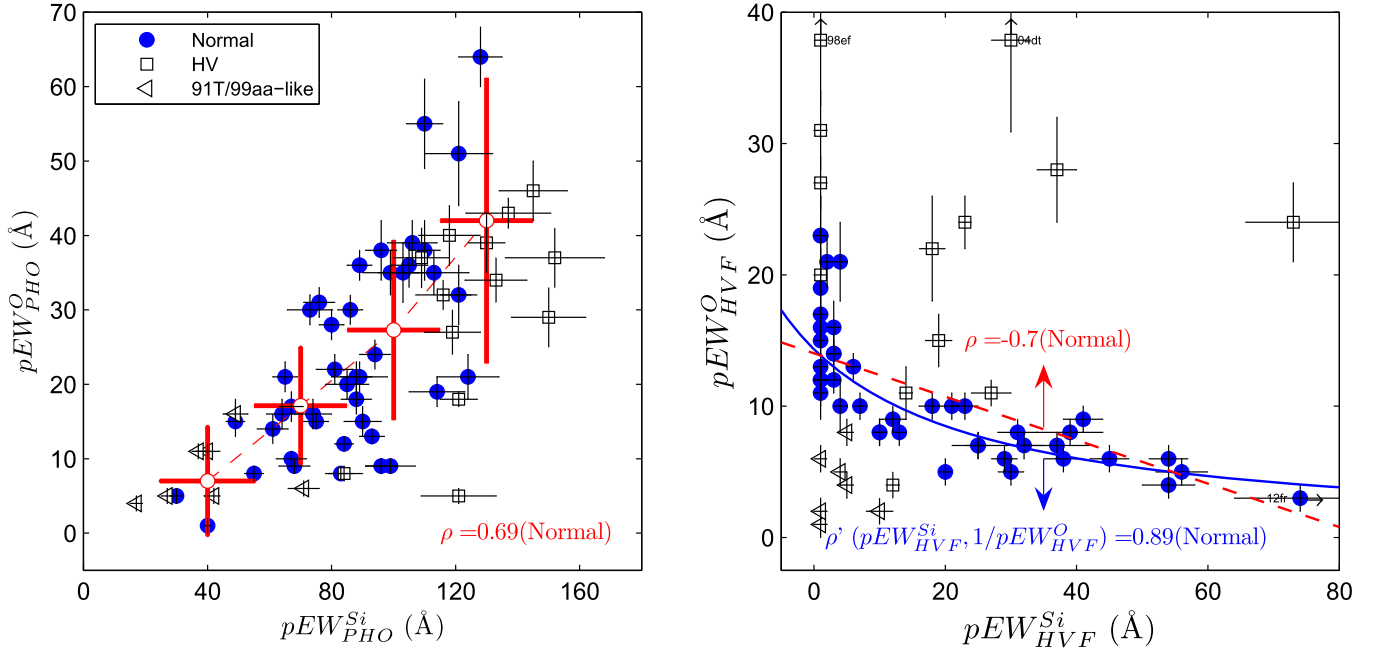 70
60
50
40
30
20
10
0
0
40
80
120
160
pEW^O_PHO (Å)
pEW^Si_PHO (Å)
Normal
HV
91T/99aa−like
ρ =0.69(Normal)
40
30
20
10
0
0
20
40
60
80
pEW^O_HVF (Å)
pEW^Si_HVF (Å)
98ef
04dt
ρ =-0.7(Normal)
12fr
ρ' (pEW^Si_HVF, 1/pEW^O_HVF) =0.89(Normal)